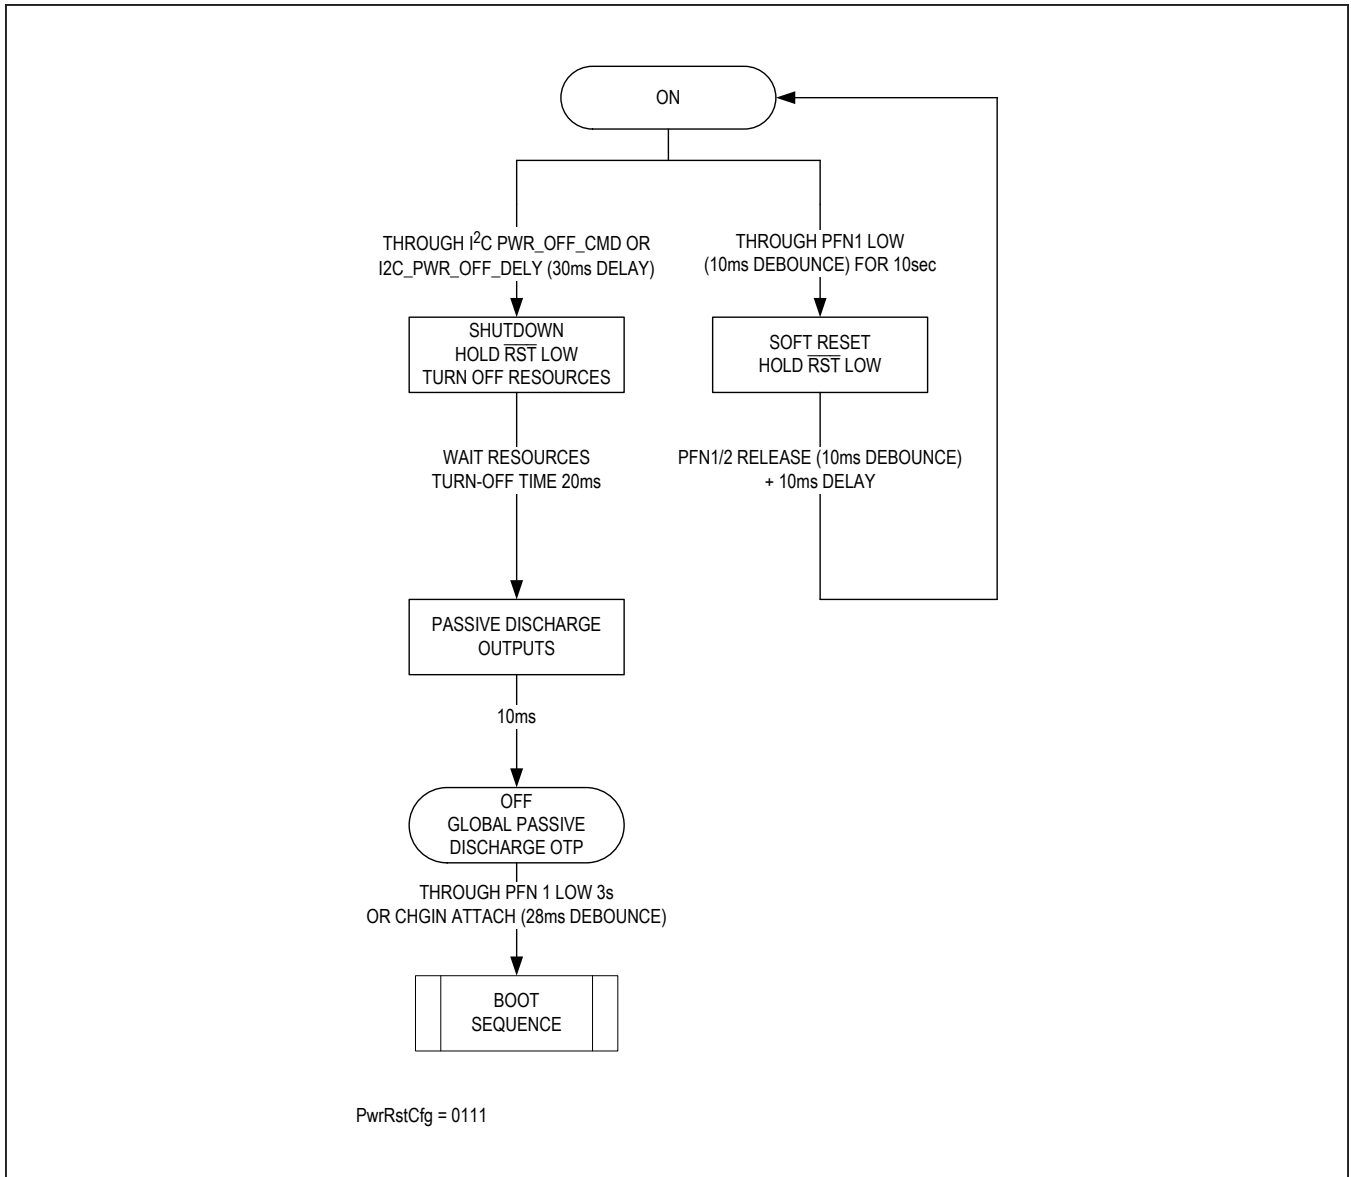 ON
THROUGH I²C PWR_OFF_CMD OR
I2C_PWR_OFF_DELY (30ms DELAY)
THROUGH PFN1 LOW
(10ms DEBOUNCE) FOR 10sec
SHUTDOWN
HOLD R̅S̅T̅ LOW
TURN OFF RESOURCES
SOFT RESET
HOLD R̅S̅T̅ LOW
WAIT RESOURCES
TURN-OFF TIME 20ms
PFN1/2 RELEASE (10ms DEBOUNCE)
+ 10ms DELAY
PASSIVE DISCHARGE
OUTPUTS
10ms
OFF
GLOBAL PASSIVE
DISCHARGE OTP
THROUGH PFN 1 LOW 3s
OR CHGIN ATTACH (28ms DEBOUNCE)
BOOT
SEQUENCE
PwrRstCfg = 0111